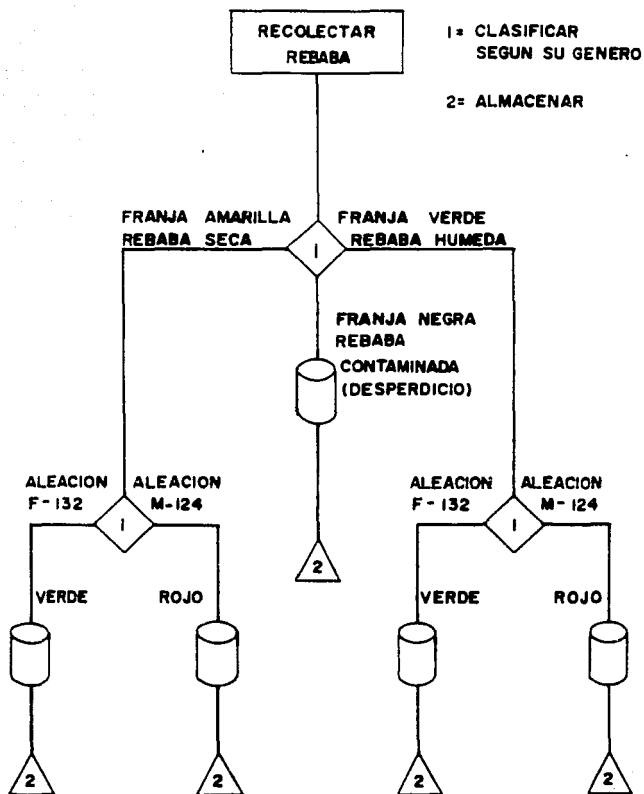 RECOLECTAR
REBABA
1= CLASIFICAR
SEGUN SU GENERO
2= ALMACENAR
FRANJA AMARILLA
REBABA SECA
FRANJA VERDE
REBABA HUMEDA
1
FRANJA NEGRA
REBABA
CONTAMINADA
(DESPERDICIO)
2
ALEACION
F-132
ALEACION
M-124
1
VERDE
ROJO
2
2
ALEACION
F-132
ALEACION
M-124
1
VERDE
ROJO
2
2